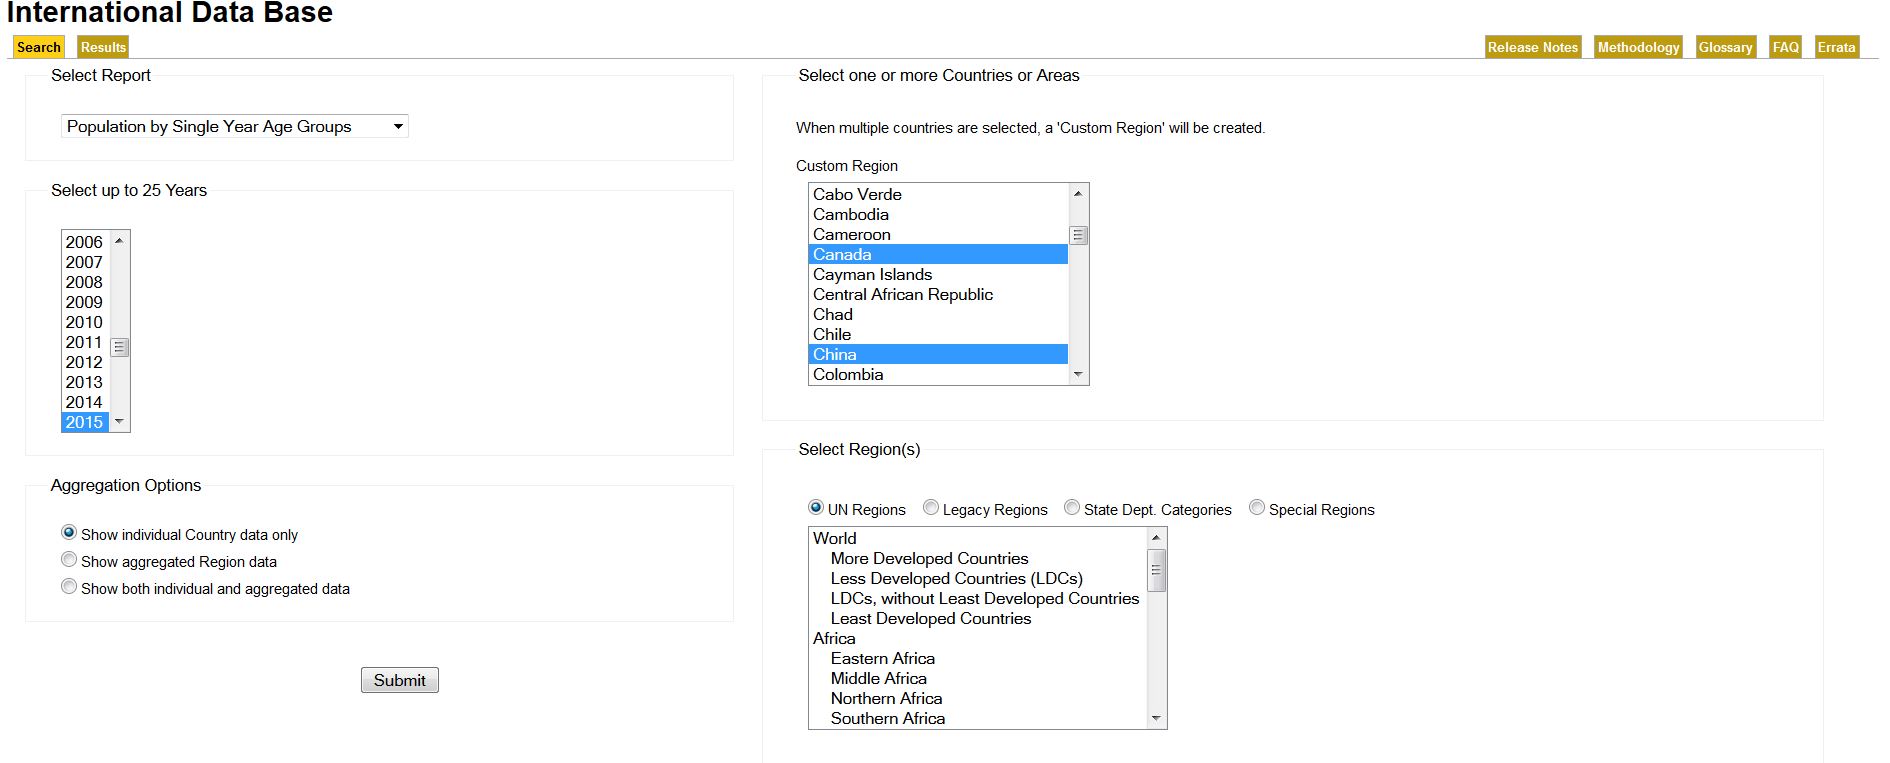 International Data Base
Search Results Release Notes Methodology Glossary FAQ Errata
Select Report
Population by Single Year Age Groups
Select up to 25 Years
2006
2007
2008
2009
2010
2011
2012
2013
2014
2015
Aggregation Options
Show individual Country data only
Show aggregated Region data
Show both individual and aggregated data
Submit
Select one or more Countries or Areas
When multiple countries are selected, a 'Custom Region' will be created.
Custom Region
Cabo Verde
Cambodia
Cameroon
Canada
Cayman Islands
Central African Republic
Chad
Chile
China
Colombia
Select Region(s)
UN Regions Legacy Regions State Dept. Categories Special Regions
World
More Developed Countries
Less Developed Countries (LDCs)
LDCs, without Least Developed Countries
Least Developed Countries
Africa
Eastern Africa
Middle Africa
Northern Africa
Southern Africa